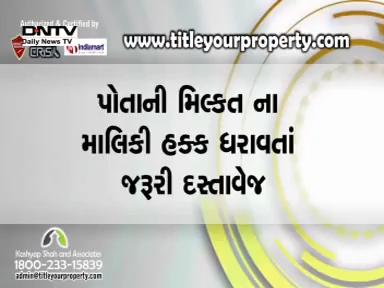 Authorized & Certified by
DNTV
Daily News TV
CRISIL
indiamart
www.titleyourproperty.com
પોતાની મિલ્કત ના
માલિકી હક્ક ધરાવતાં
જરૂરી દસ્તાવેજ
Kashyap Shah and Associates
1800-233-15839
admin@titleyourproperty.com